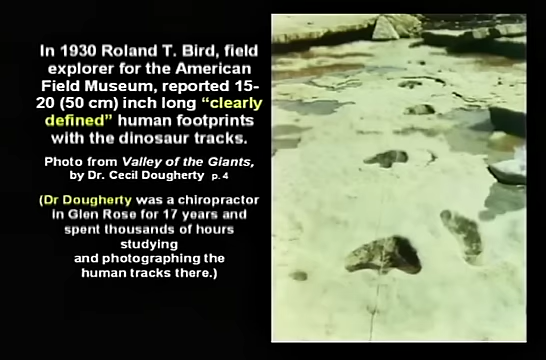 In 1930 Roland T. Bird, field
explorer for the American
Field Museum, reported 15-
20 (50 cm) inch long “clearly
defined” human footprints
with the dinosaur tracks.
Photo from Valley of the Giants,
by Dr. Cecil Dougherty p. 4
(Dr Dougherty was a chiropractor
in Glen Rose for 17 years and
spent thousands of hours
studying
and photographing the
human tracks there.)